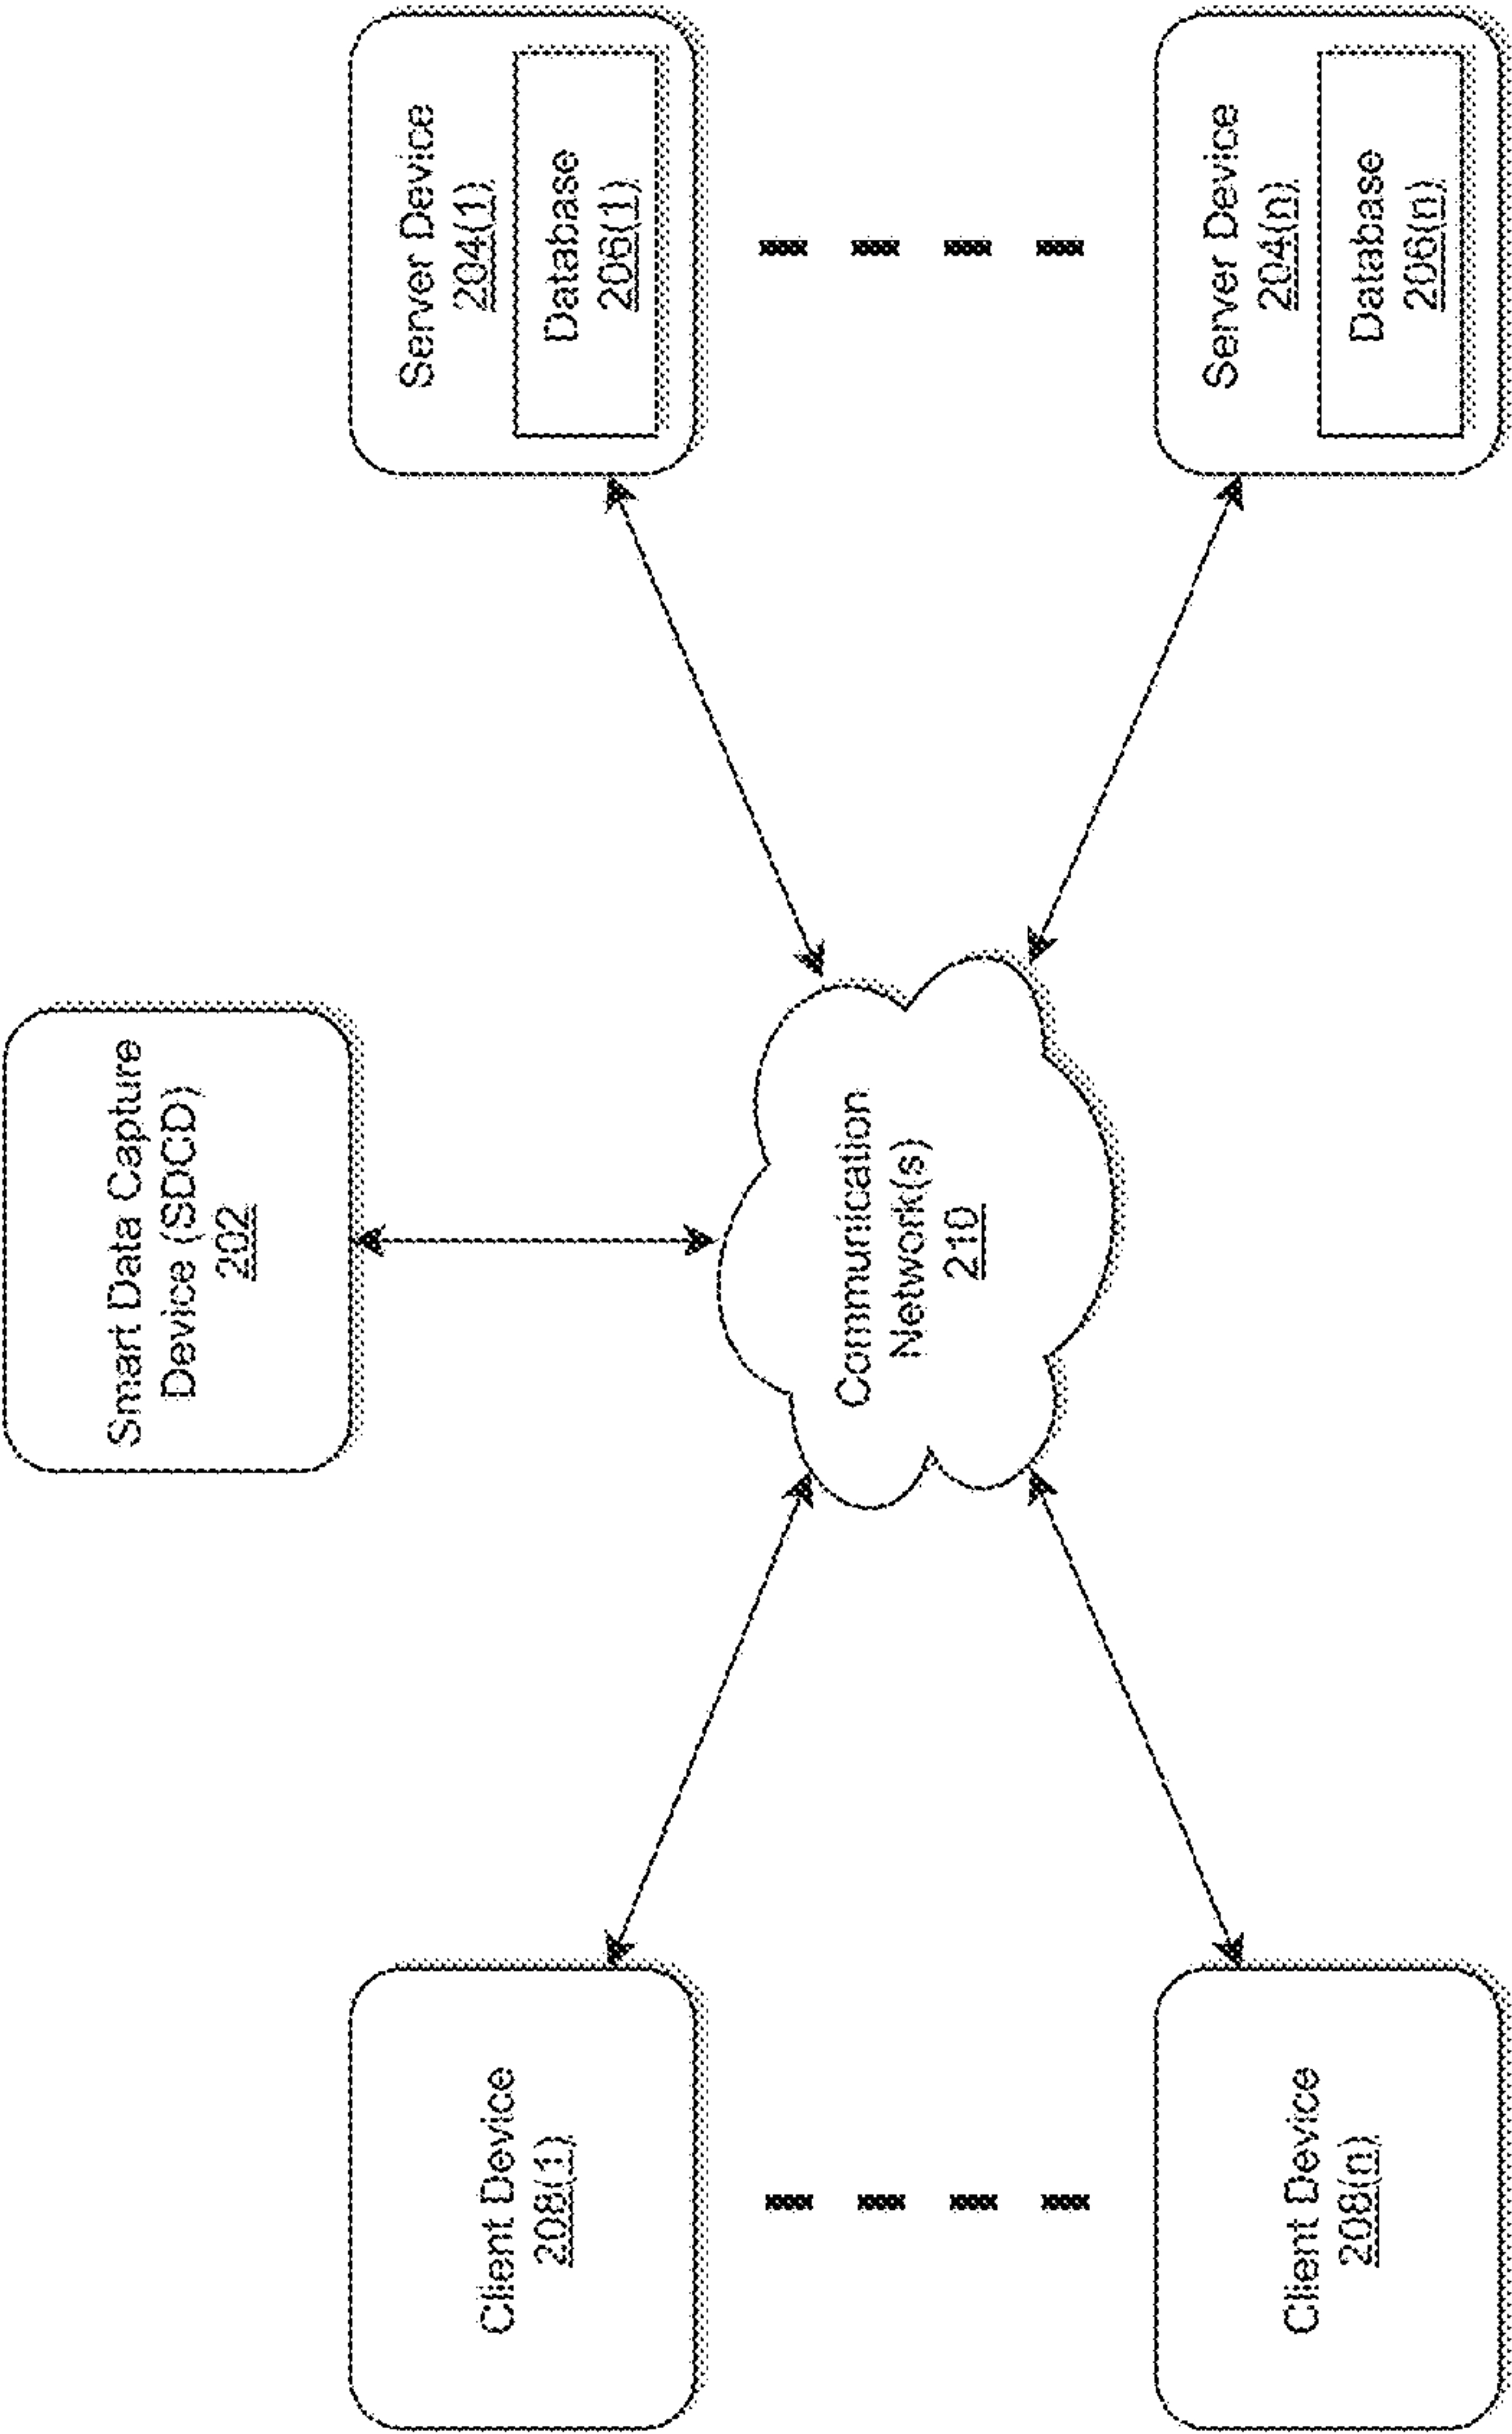 Smart Data Capture
Device (SDCD)
202
Client Device
208(1)
Communication
Network(s)
210
Server Device
204(1)
Database
206(1)
Client Device
208(n)
Server Device
204(n)
Database
206(n)